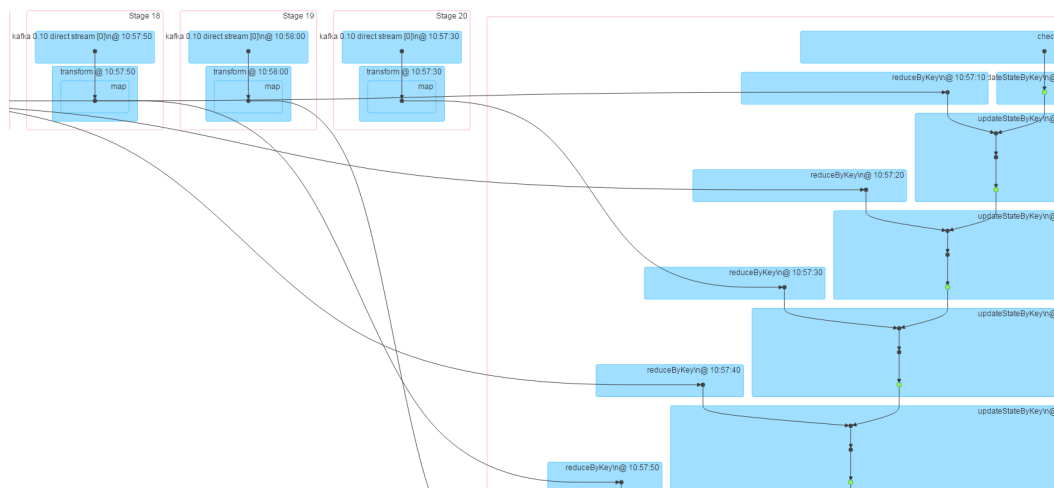 Stage 18
Stage 19
Stage 20
kafka 0.10 direct stream [0]\n@ 10:57:50
kafka 0.10 direct stream [0]\n@ 10:58:00
kafka 0.10 direct stream [0]\n@ 10:57:30
chec
transform @ 10:57:50
transform @ 10:58:00
transform @ 10:57:30
reduceByKey\n@ 10:57:10
dateStateByKey\n@
map
map
map
updateStateByKey\n@
reduceByKey\n@ 10:57:20
updateStateByKey\n@
reduceByKey\n@ 10:57:30
updateStateByKey\n@
reduceByKey\n@ 10:57:40
updateStateByKey\n@
reduceByKey\n@ 10:57:50